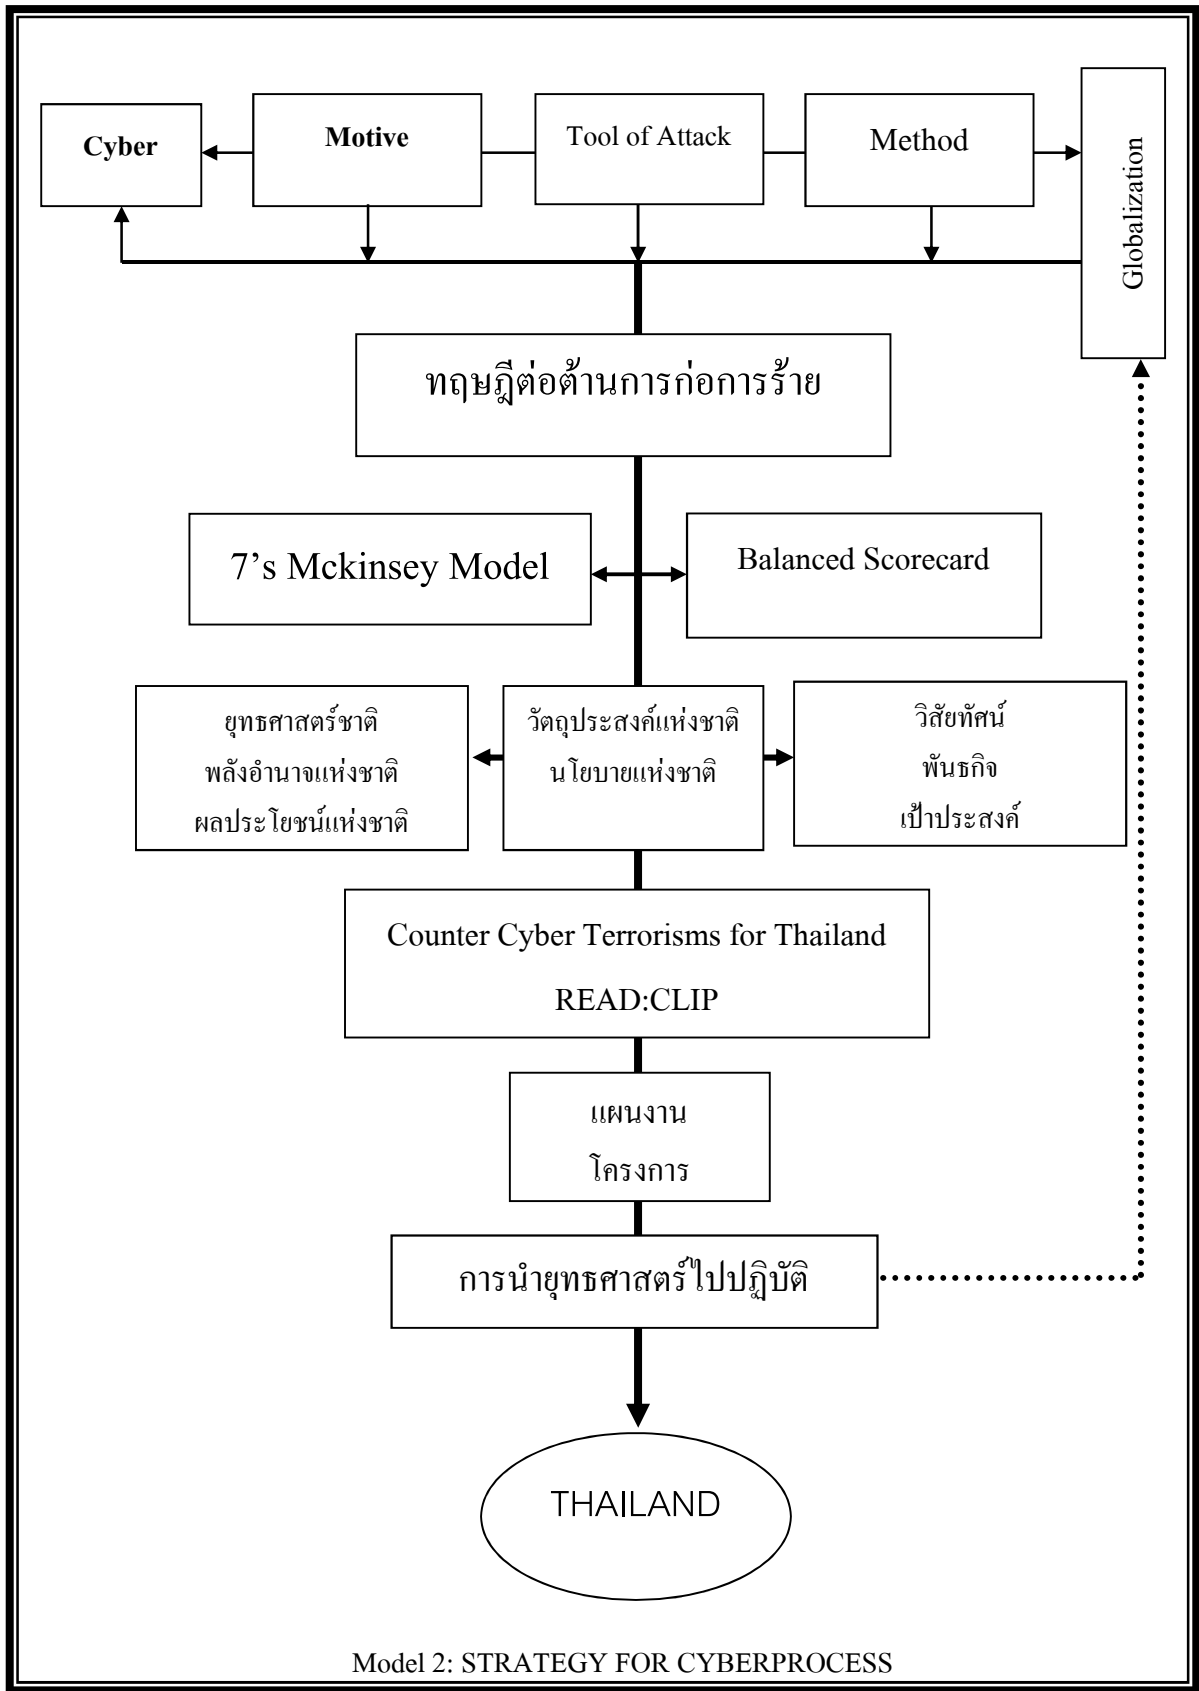 Cyber
Motive
Tool of Attack
Method
Globalization
ทฤษฎีต่อต้านการก่อการร้าย
7’s Mckinsey Model
Balanced Scorecard
ยุทธศาสตร์ชาติ
พลังอำนาจแห่งชาติ
ผลประโยชน์แห่งชาติ
วัตถุประสงค์แห่งชาติ
นโยบายแห่งชาติ
วิสัยทัศน์
พันธกิจ
เป้าประสงค์
Counter Cyber Terrorisms for Thailand
READ:CLIP
แผนงาน
โครงการ
การนำยุทธศาสตร์ไปปฏิบัติ
THAILAND
Model 2: STRATEGY FOR CYBERPROCESS